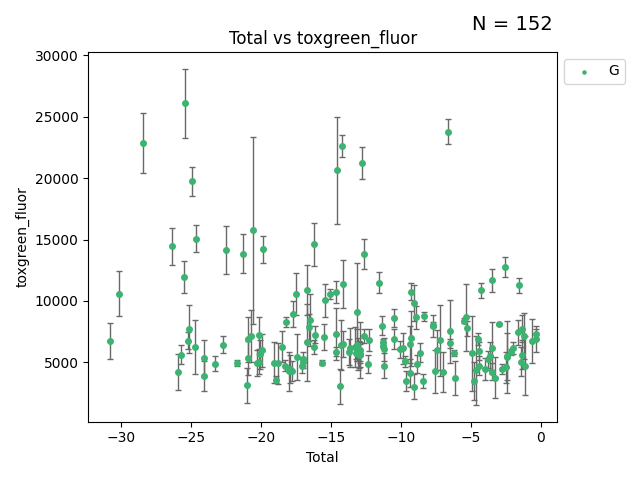 N = 152
Total vs toxgreen_fluor
G
30000
25000
20000
15000
10000
5000
toxgreen_fluor
−30 −25 −20 −15 −10 −5 0
Total